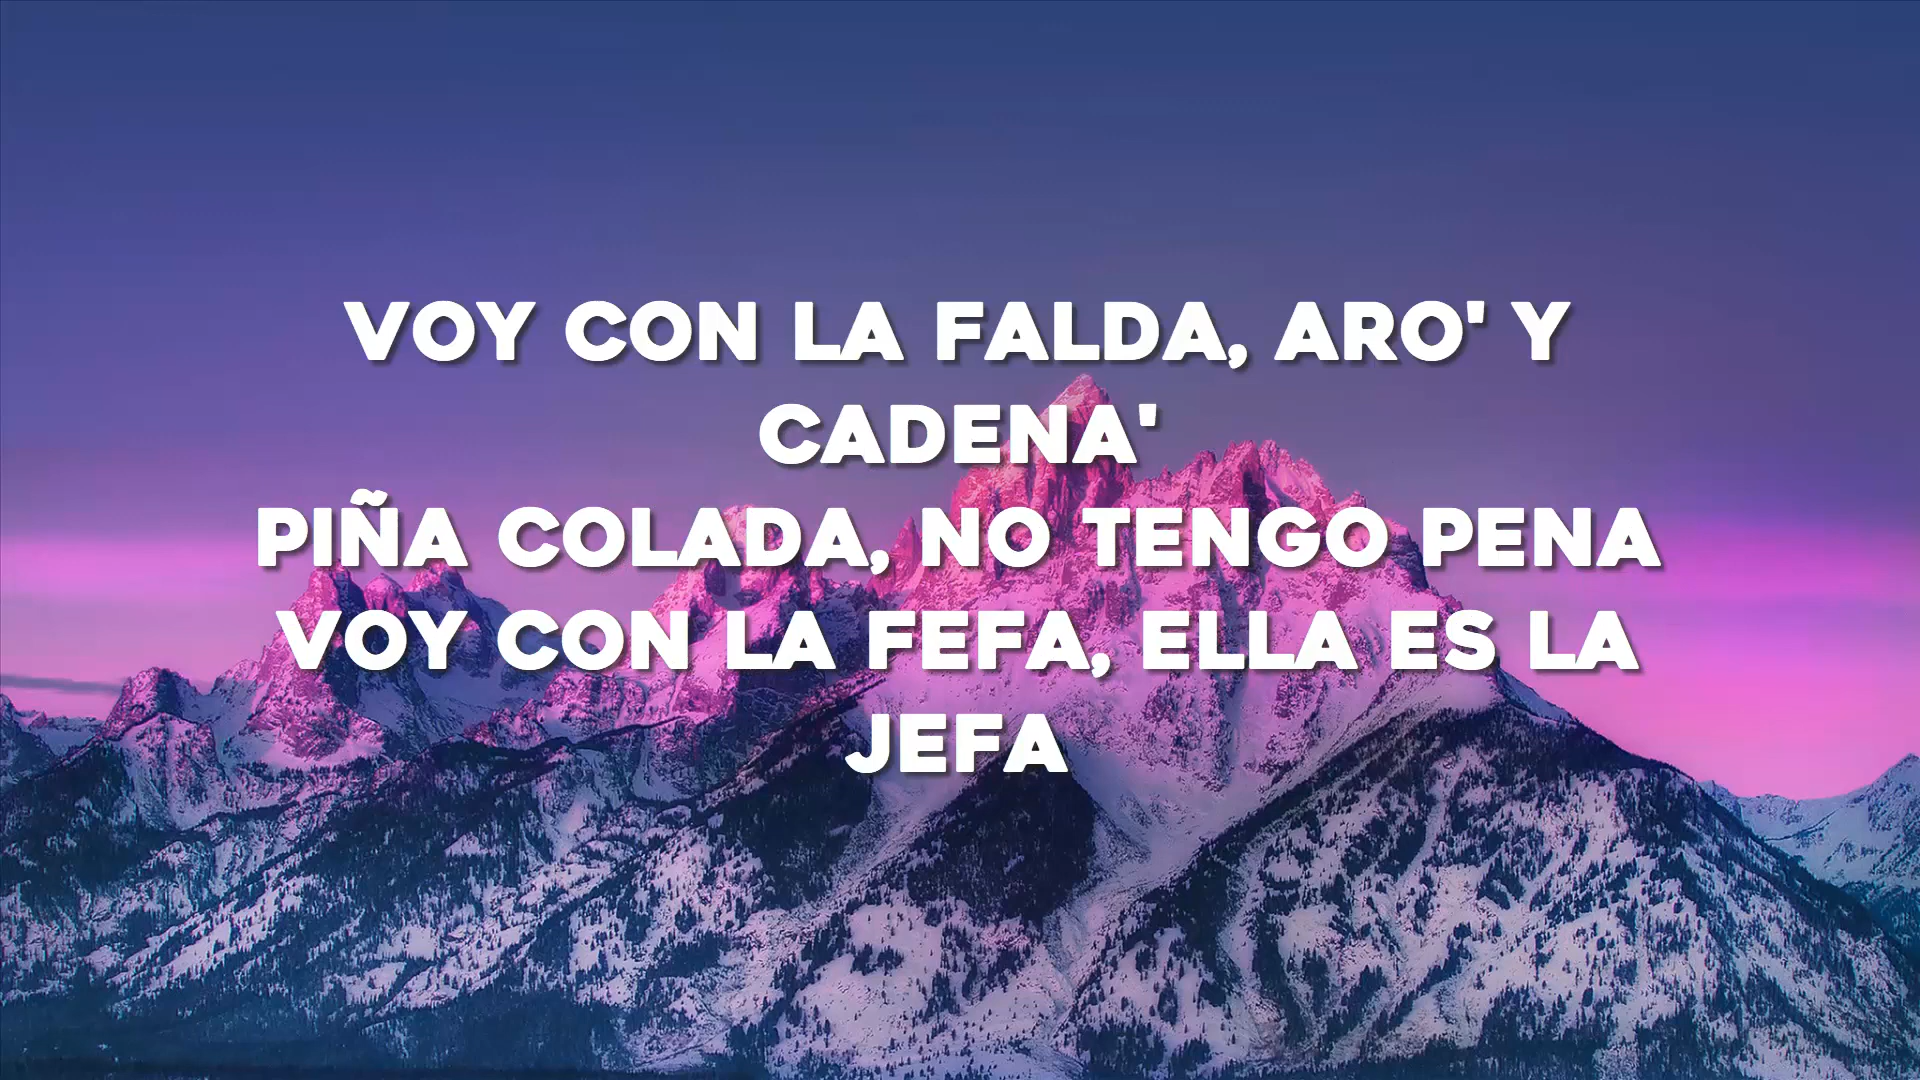 VOY CON LA FALDA, ARO' Y
CADENA'
PIÑA COLADA, NO TENGO PENA
VOY CON LA FEFA, ELLA ES LA
JEFA